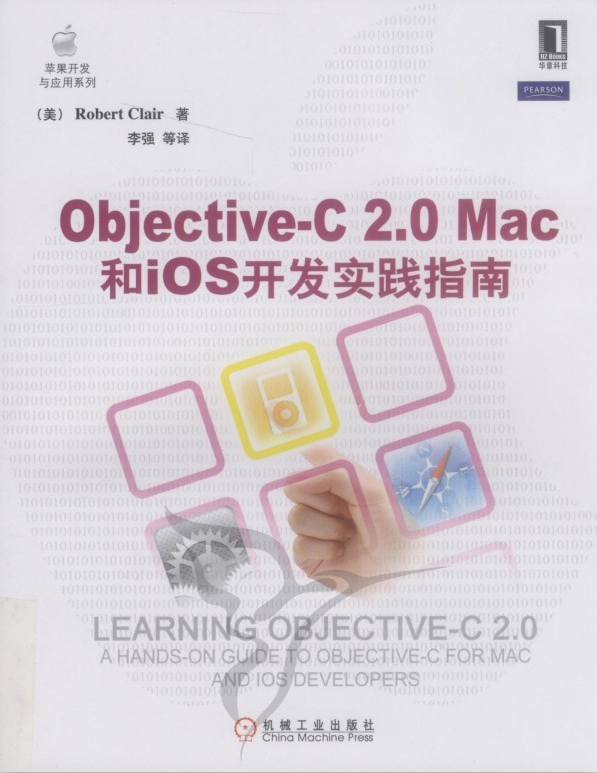 苹果开发
与应用系列
HZ BOOKS
华章科技
PEARSON
（美） Robert Clair 著
李强 等译
Objective-C 2.0 Mac
和iOS开发实践指南
LEARNING OBJECTIVE-C 2.0
A HANDS-ON GUIDE TO OBJECTIVE-C FOR MAC
AND IOS DEVELOPERS
机械工业出版社
China Machine Press